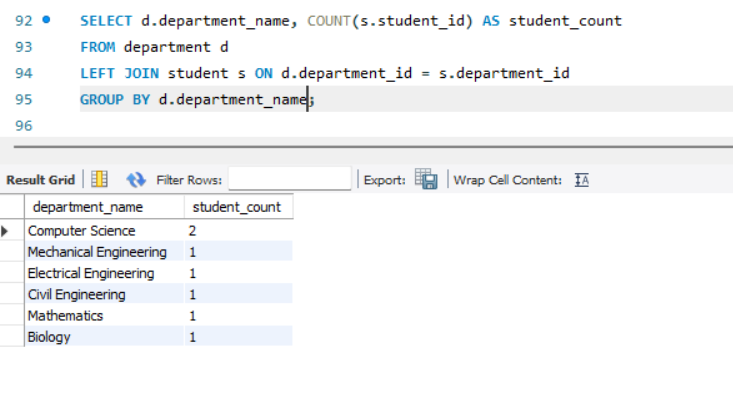 92 SELECT d.department_name, COUNT(s.student_id) AS student_count
93 FROM department d
94 LEFT JOIN student s ON d.department_id = s.department_id
95 GROUP BY d.department_name;
96
Result Grid Filter Rows: Export: Wrap Cell Content:
department_name student_count
Computer Science 2
Mechanical Engineering 1
Electrical Engineering 1
Civil Engineering 1
Mathematics 1
Biology 1